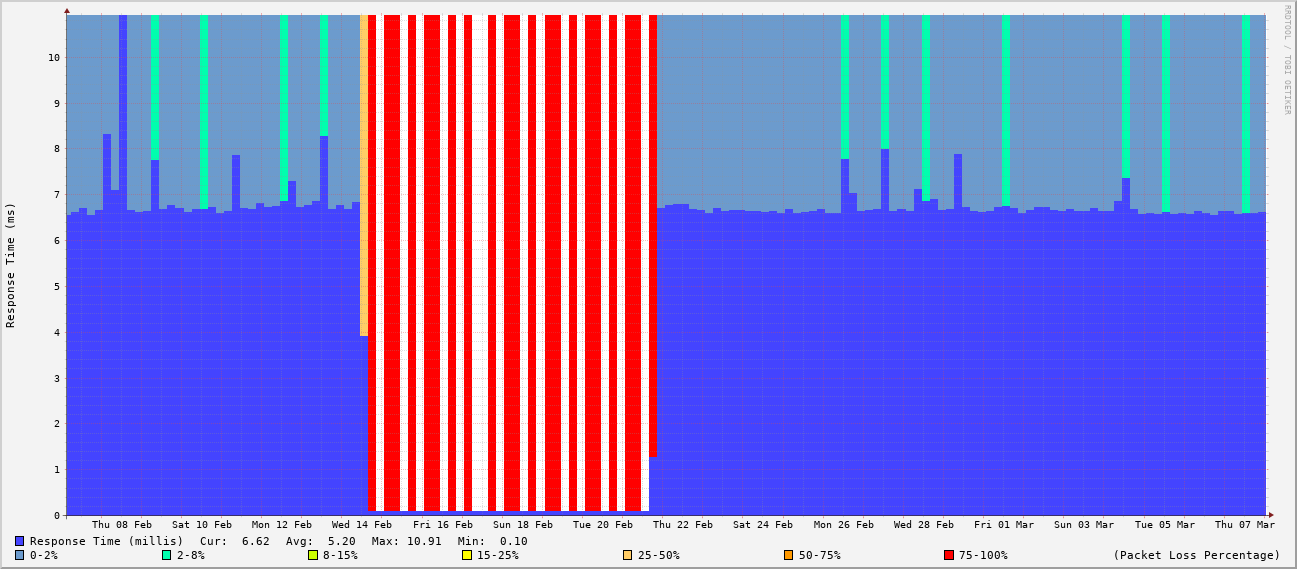 RRDTOOL / TOBI OETIKER
Response Time (ms)
10
9
8
7
6
5
4
3
2
1
0
Thu 08 Feb Sat 10 Feb Mon 12 Feb Wed 14 Feb Fri 16 Feb Sun 18 Feb Tue 20 Feb Thu 22 Feb Sat 24 Feb Mon 26 Feb Wed 28 Feb Fri 01 Mar Sun 03 Mar Tue 05 Mar Thu 07 Mar
Response Time (millis) Cur: 6.62 Avg: 5.20 Max: 10.91 Min: 0.10
0-2% 2-8% 8-15% 15-25% 25-50% 50-75% 75-100% (Packet Loss Percentage)